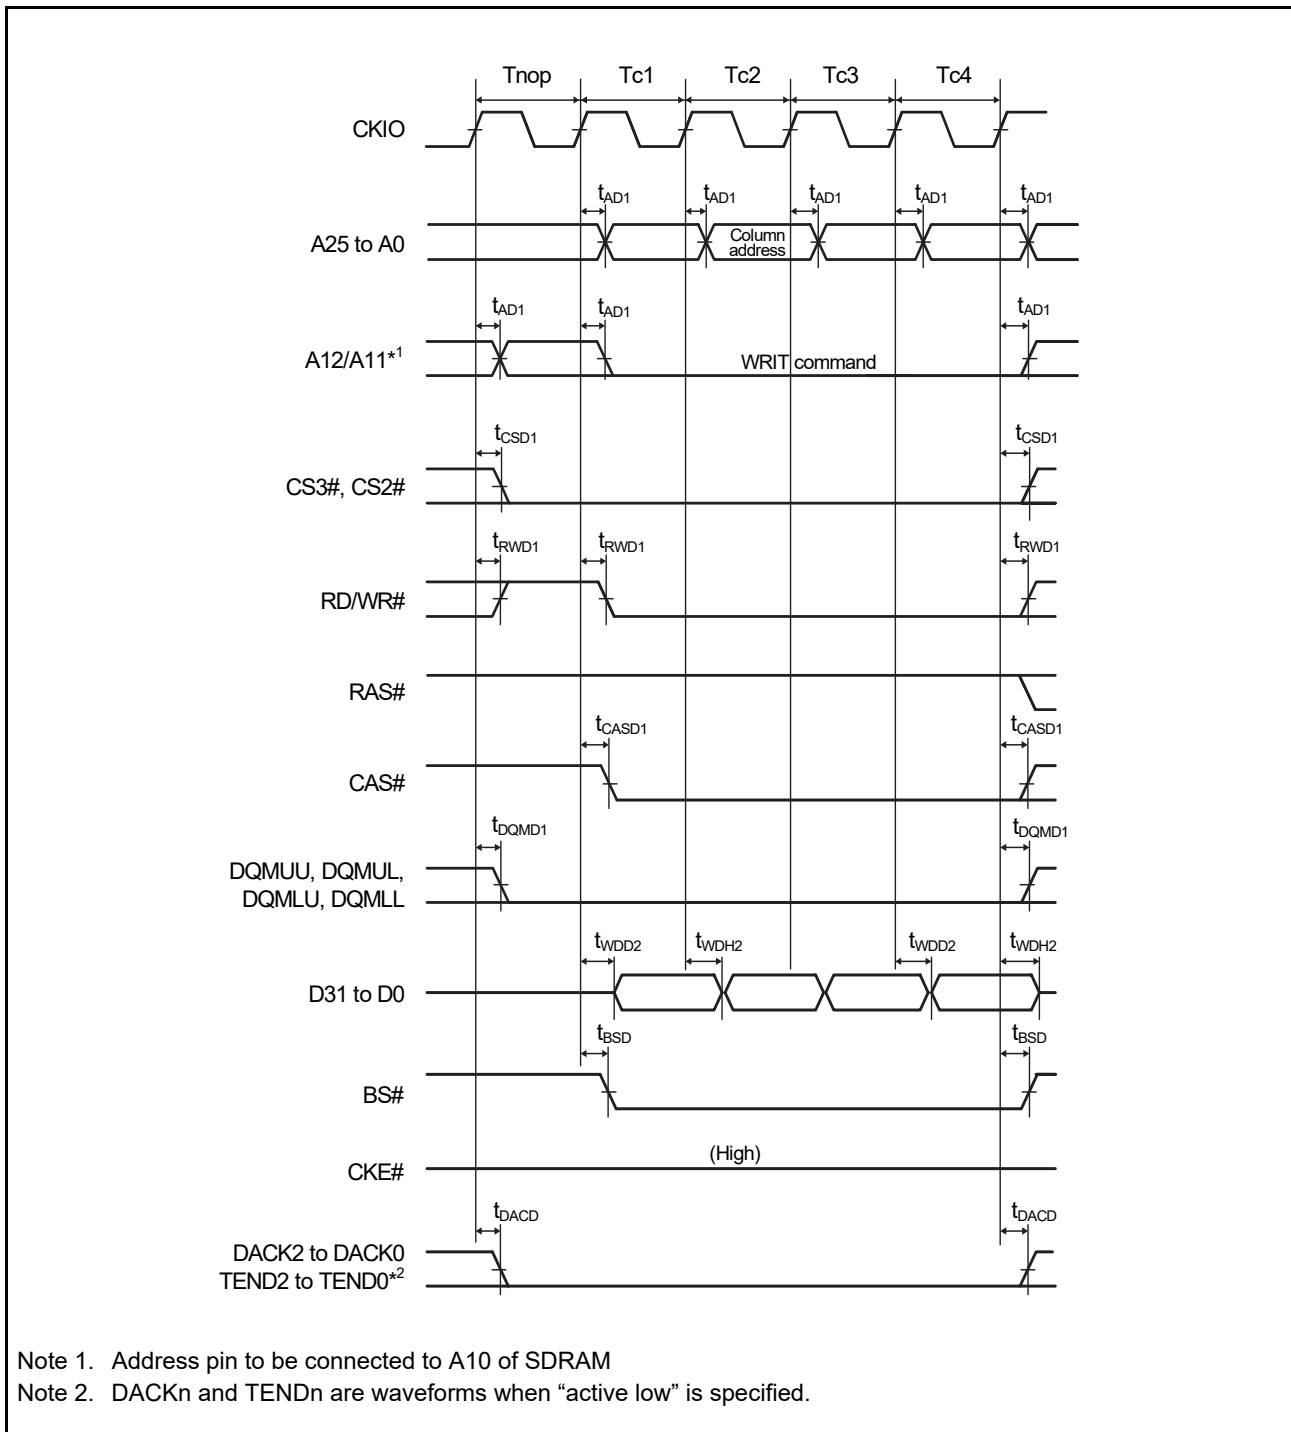 Tnop Tc1 Tc2 Tc3 Tc4
CKIO
tAD1 tAD1 tAD1 tAD1 tAD1
A25 to A0
Column
address
tAD1 tAD1 tAD1
A12/A11*1
WRIT command
tCSD1 tCSD1
CS3#, CS2#
tRWD1 tRWD1 tRWD1
RD/WR#
RAS#
tCASD1 tCASD1
CAS#
tDQMD1 tDQMD1
DQMUU, DQMUL,
DQMLU, DQMLL
tWDD2 tWDH2 tWDD2 tWDH2
D31 to D0
tBSD tBSD
BS#
(High)
CKE#
tDACD tDACD
DACK2 to DACK0
TEND2 to TEND0*2
Note 1. Address pin to be connected to A10 of SDRAM
Note 2. DACKn and TENDn are waveforms when “active low” is specified.